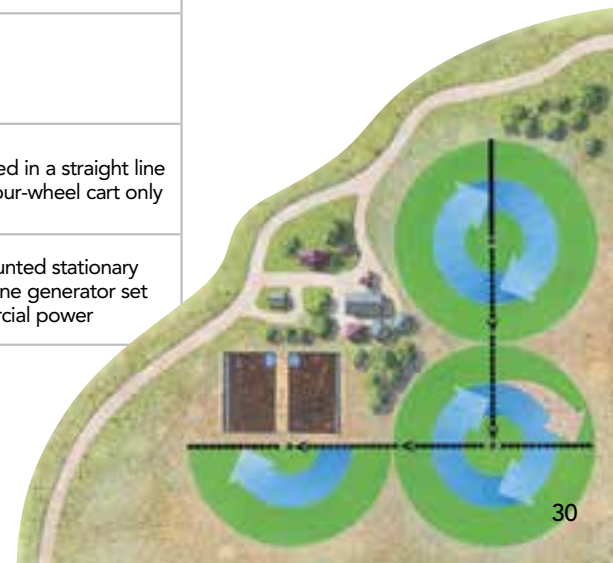 ed in a straight line
our-wheel cart only
unted stationary
ne generator set
rcial power
30